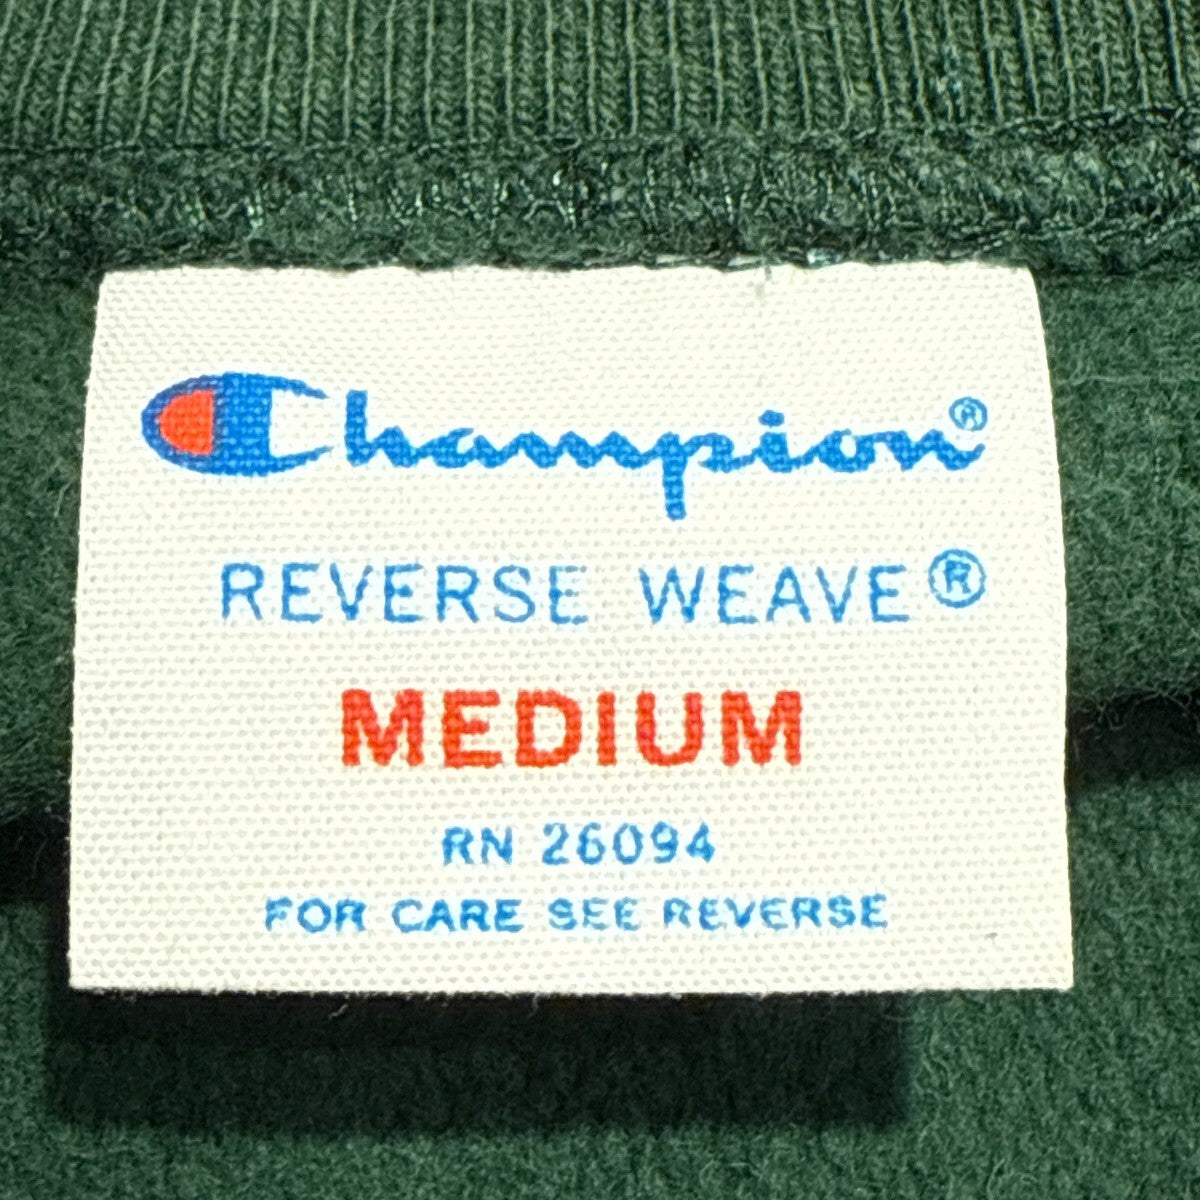 Champion®
REVERSE WEAVE®
MEDIUM
RN 26094
FOR CARE SEE REVERSE